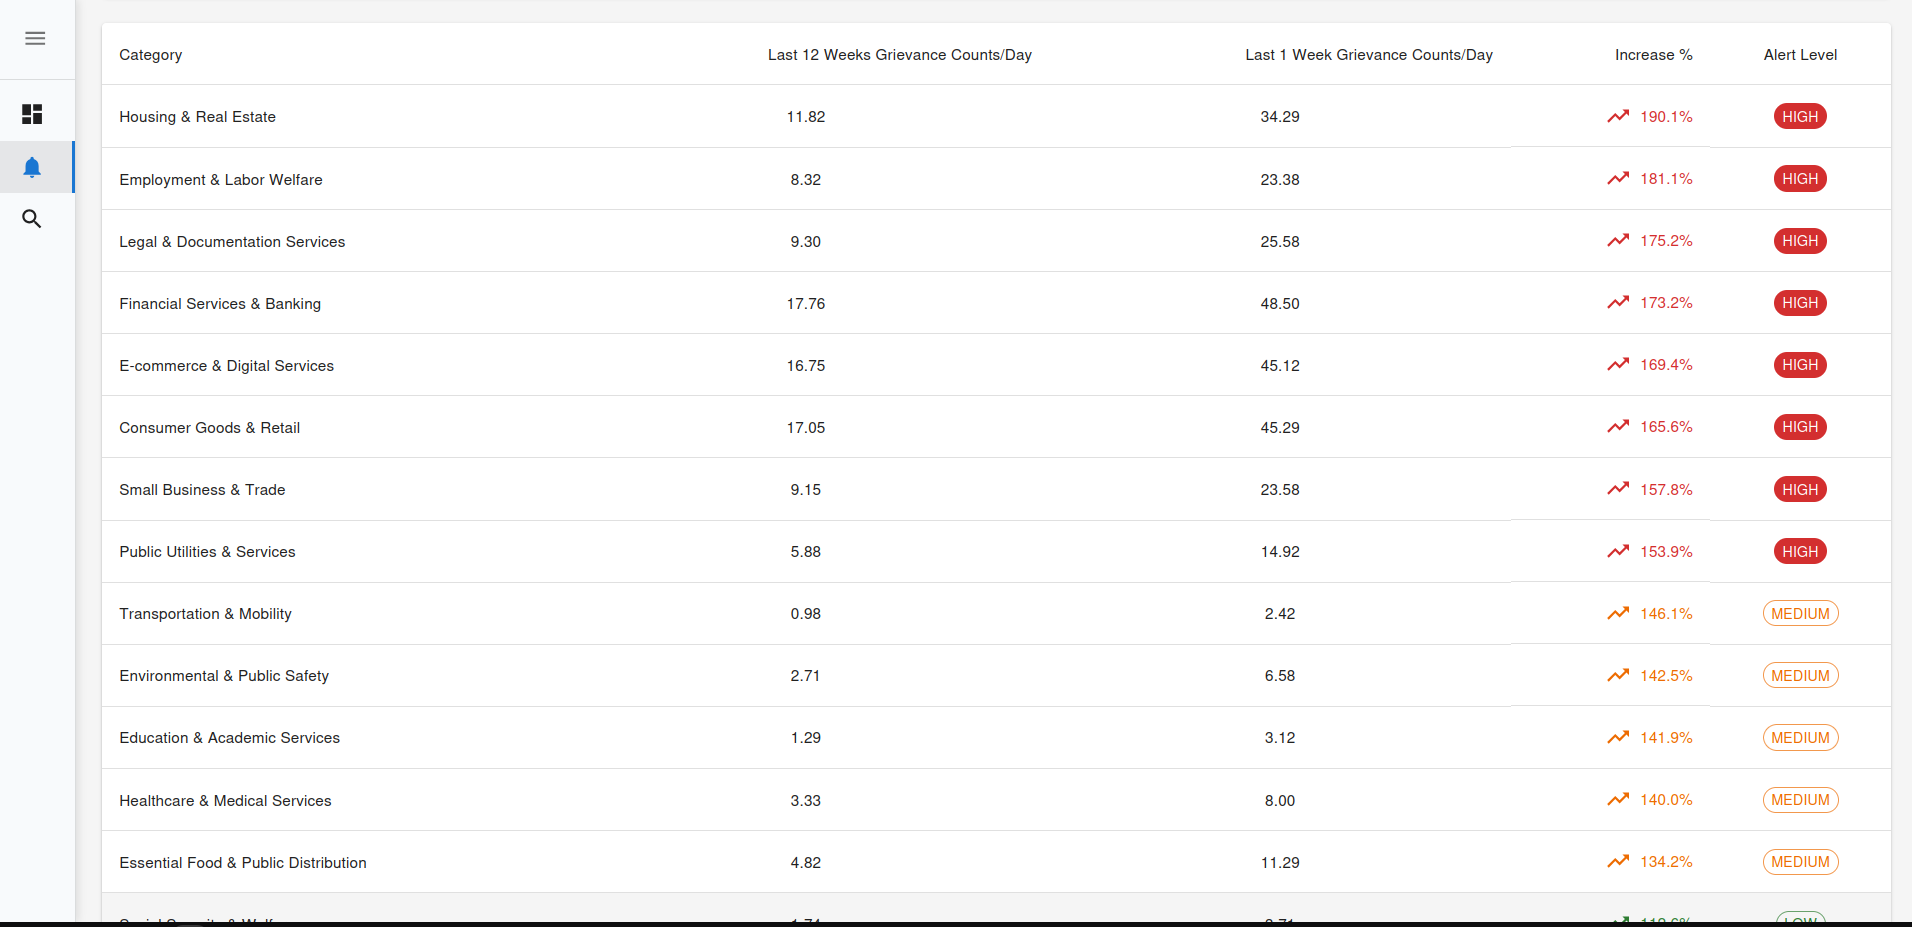 Category Last 12 Weeks Grievance Counts/Day Last 1 Week Grievance Counts/Day Increase % Alert Level
Housing & Real Estate 11.82 34.29 190.1% HIGH
Employment & Labor Welfare 8.32 23.38 181.1% HIGH
Legal & Documentation Services 9.30 25.58 175.2% HIGH
Financial Services & Banking 17.76 48.50 173.2% HIGH
E-commerce & Digital Services 16.75 45.12 169.4% HIGH
Consumer Goods & Retail 17.05 45.29 165.6% HIGH
Small Business & Trade 9.15 23.58 157.8% HIGH
Public Utilities & Services 5.88 14.92 153.9% HIGH
Transportation & Mobility 0.98 2.42 146.1% MEDIUM
Environmental & Public Safety 2.71 6.58 142.5% MEDIUM
Education & Academic Services 1.29 3.12 141.9% MEDIUM
Healthcare & Medical Services 3.33 8.00 140.0% MEDIUM
Essential Food & Public Distribution 4.82 11.29 134.2% MEDIUM